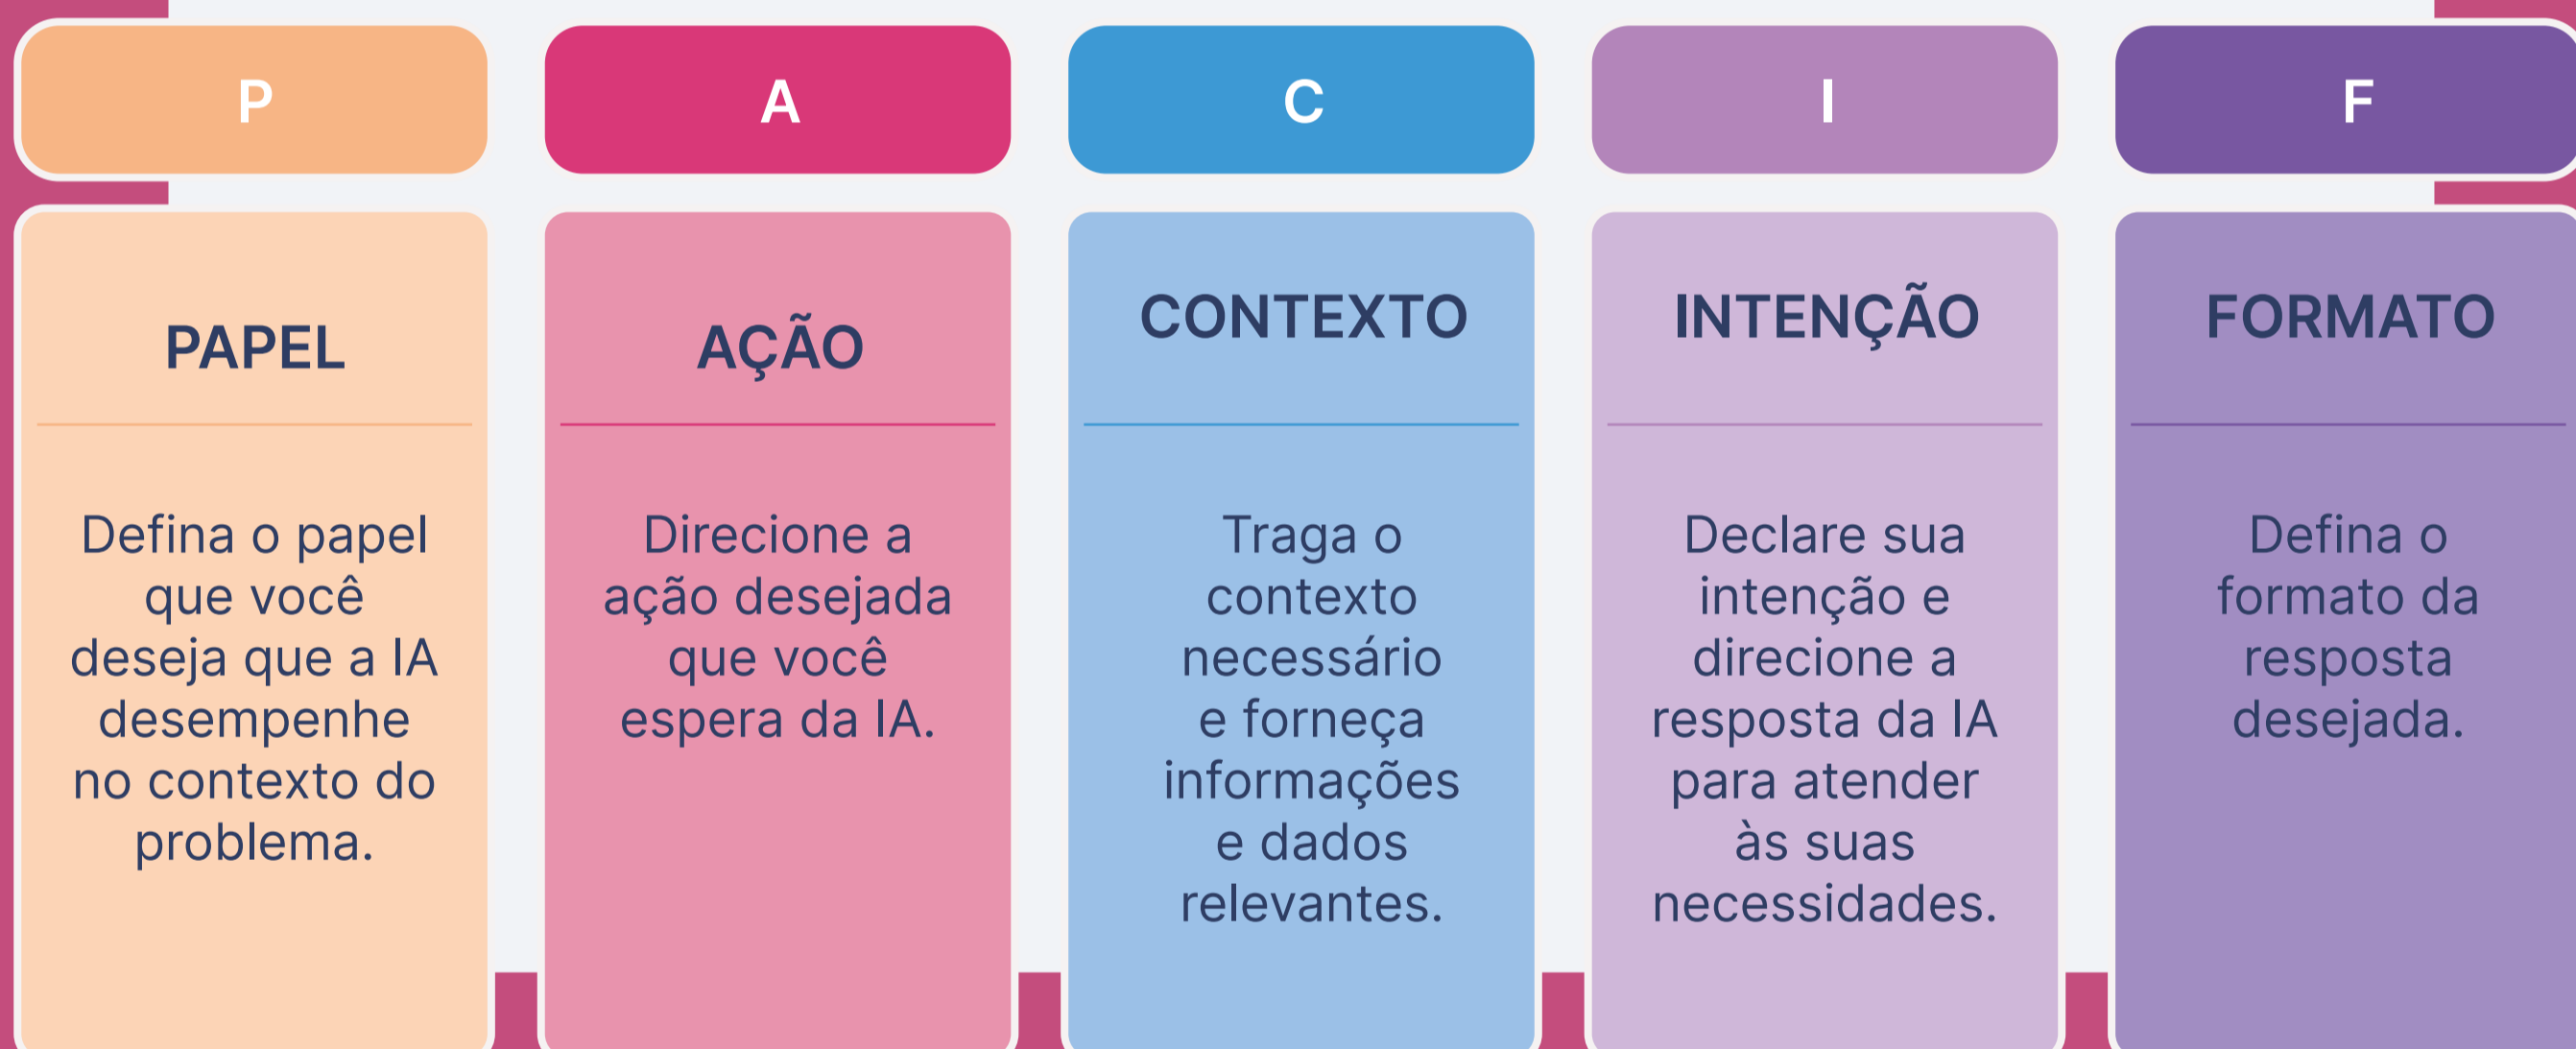 P
A
C
I
F
PAPEL
AÇÃO
CONTEXTO
INTENÇÃO
FORMATO
Defina o papel
que você
deseja que a IA
desempenhe
no contexto do
problema.
Direcione a
ação desejada
que você
espera da IA.
Traga o
contexto
necessário
e forneça
informações
e dados
relevantes.
Declare sua
intenção e
direcione a
resposta da IA
para atender
às suas
necessidades.
Defina o
formato da
resposta
desejada.